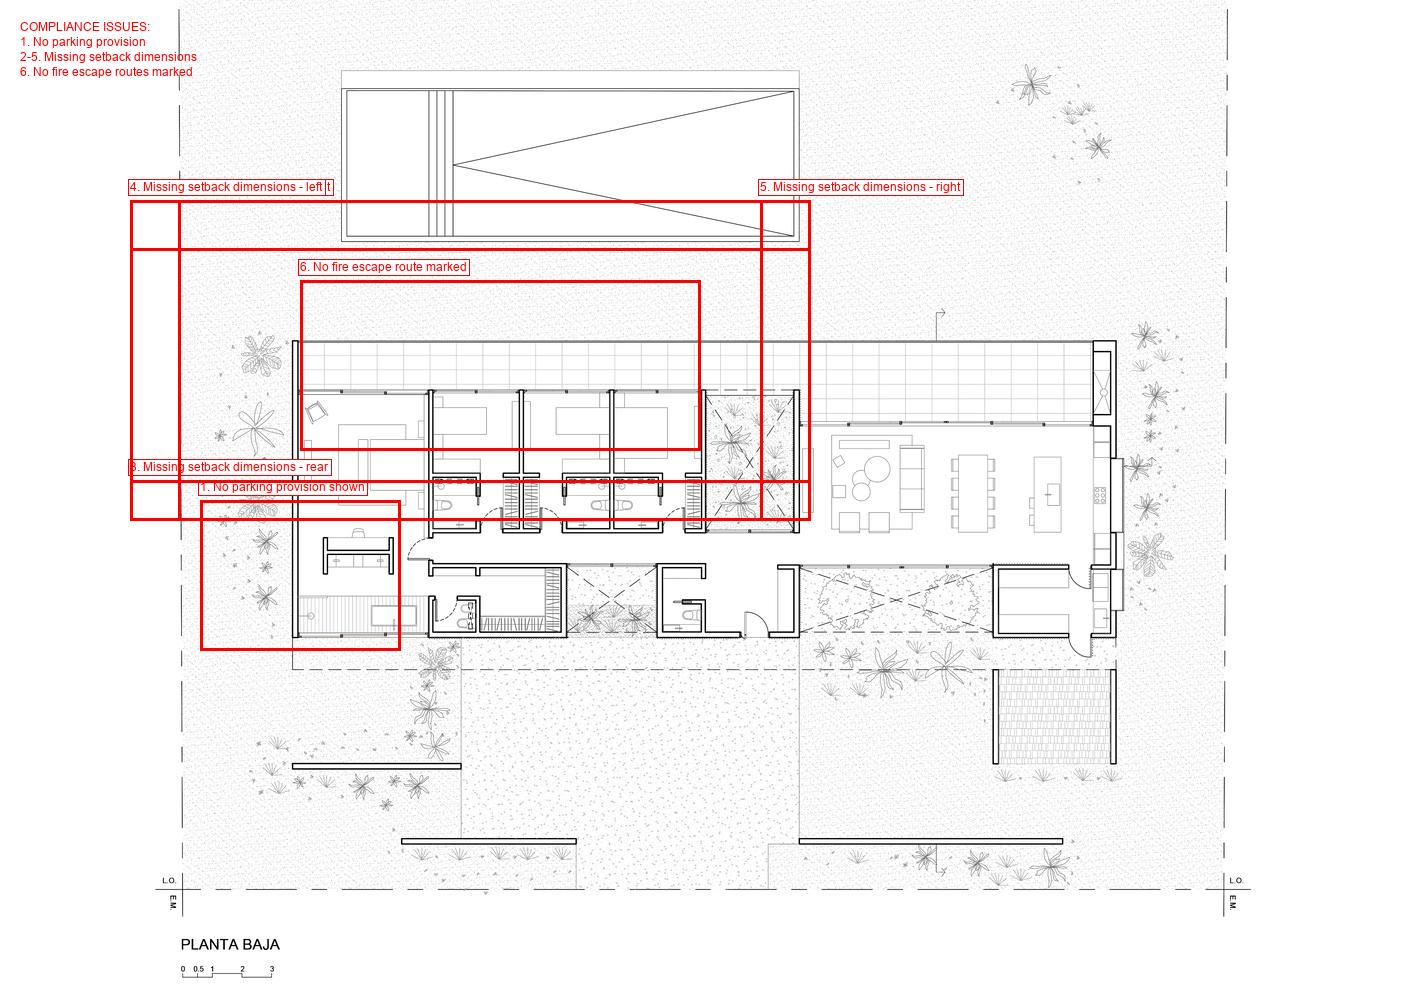 COMPLIANCE ISSUES:
1. No parking provision
2-5. Missing setback dimensions
6. No fire escape routes marked
4. Missing setback dimensions - left
t
5. Missing setback dimensions - right
6. No fire escape route marked
3. Missing setback dimensions - rear
1. No parking provision shown
L.O.
E.M.
L.O.
E.M.
PLANTA BAJA
0 0.5 1 2 3